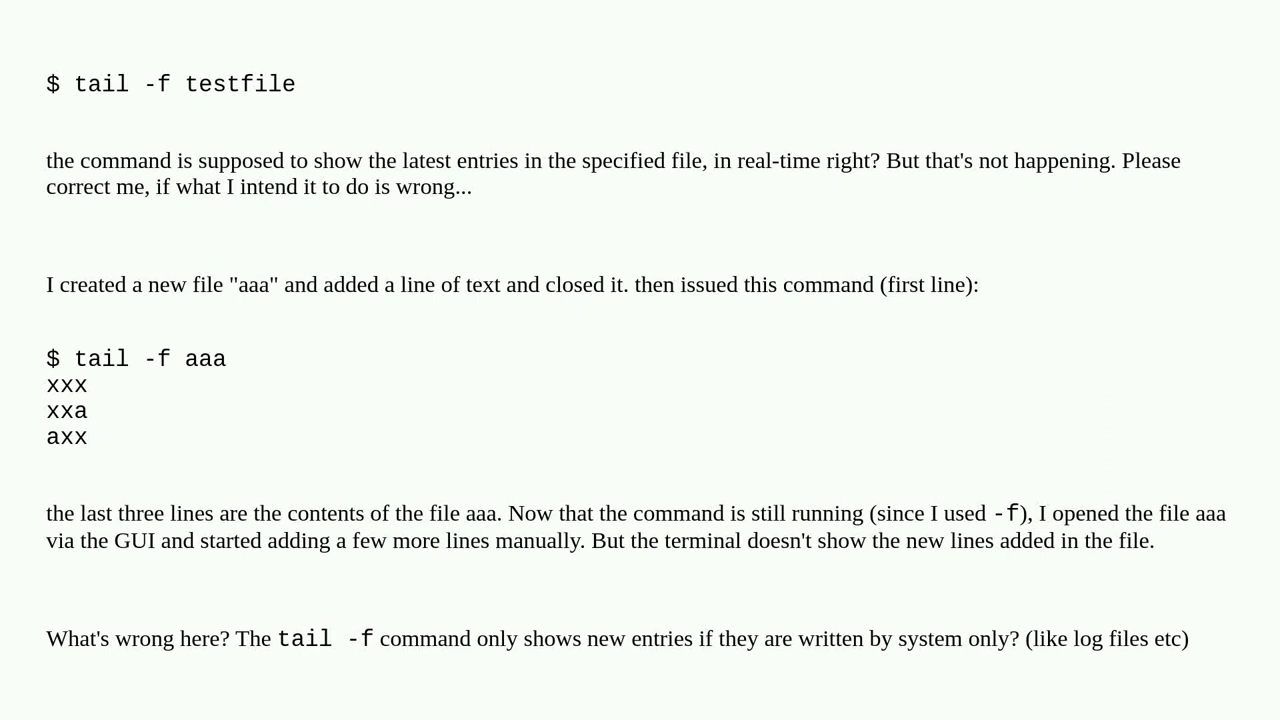 $ tail -f testfile
the command is supposed to show the latest entries in the specified file, in real-time right? But that's not happening. Please
correct me, if what I intend it to do is wrong...
I created a new file "aaa" and added a line of text and closed it. then issued this command (first line):
$ tail -f aaa
xxx
xxa
axx
the last three lines are the contents of the file aaa. Now that the command is still running (since I used -f), I opened the file aaa
via the GUI and started adding a few more lines manually. But the terminal doesn't show the new lines added in the file.
What's wrong here? The tail -f command only shows new entries if they are written by system only? (like log files etc)